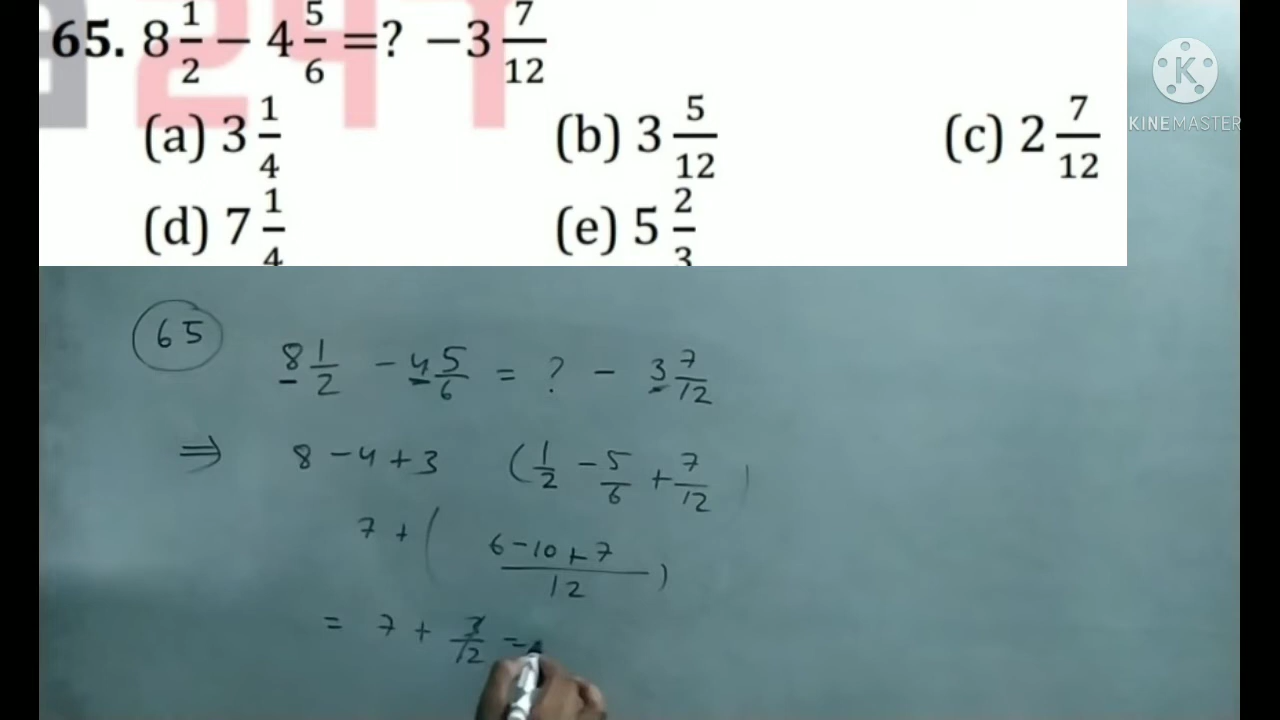 65. 8 1/2 − 4 5/6 =? −3 7/12
(a) 3 1/4 (b) 3 5/12 (c) 2 7/12
(d) 7 1/4 (e) 5 2/3
KINEMASTER
65
8 1/2 - 4 5/6 = ? - 3 7/12
⇒ 8 - 4 + 3 (1/2 - 5/6 + 7/12)
7 + (6 - 10 + 7/12)
= 7 + 3/12 =